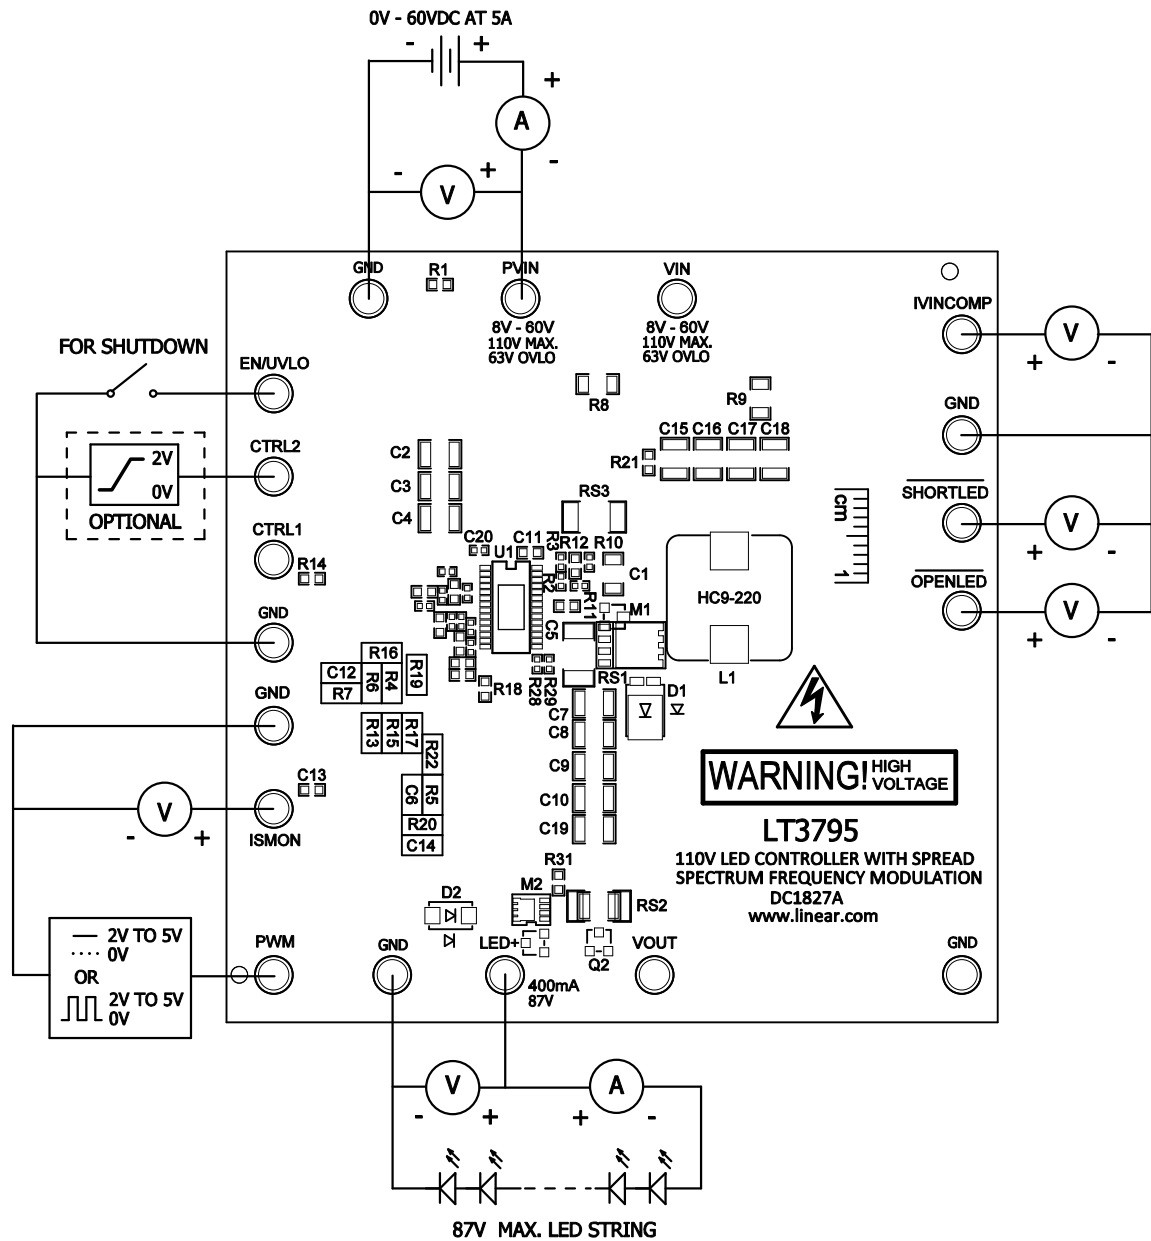 0V - 60VDC AT 5A
- +
+
A
-
- V +
GND
R1
PVIN
8V - 60V
110V MAX.
63V OVLO
VIN
8V - 60V
110V MAX.
63V OVLO
IVINCOMP
V
+ -
FOR SHUTDOWN
EN/UVLO
R8
R9
GND
CTRL2
2V
0V
OPTIONAL
C2
C3
C4
C15 C16 C17 C18
R21
RS3
cm
1
SHORTLED
V
+ -
CTRL1
R14
C20
U1
C11
R3
R12
R10
R2
C1
R11
M1
C5
HC9-220
L1
OPENLED
V
+ -
GND
R16
C12
R7
R6
R4
R19
R18
R28
R29
RS1
D1
GND
R13
R15
R17
R22
C7
C8
C9
C10
C19
C13
V
- +
ISMON
C6
R5
R20
C14
WARNING! HIGH
VOLTAGE
LT3795
110V LED CONTROLLER WITH SPREAD
SPECTRUM FREQUENCY MODULATION
DC1827A
www.linear.com
R31
D2
M2
RS2
2V TO 5V
0V
OR
2V TO 5V
0V
PWM
GND
LED+
400mA
87V
Q2
VOUT
GND
V
- +
A
+ -
87V MAX. LED STRING